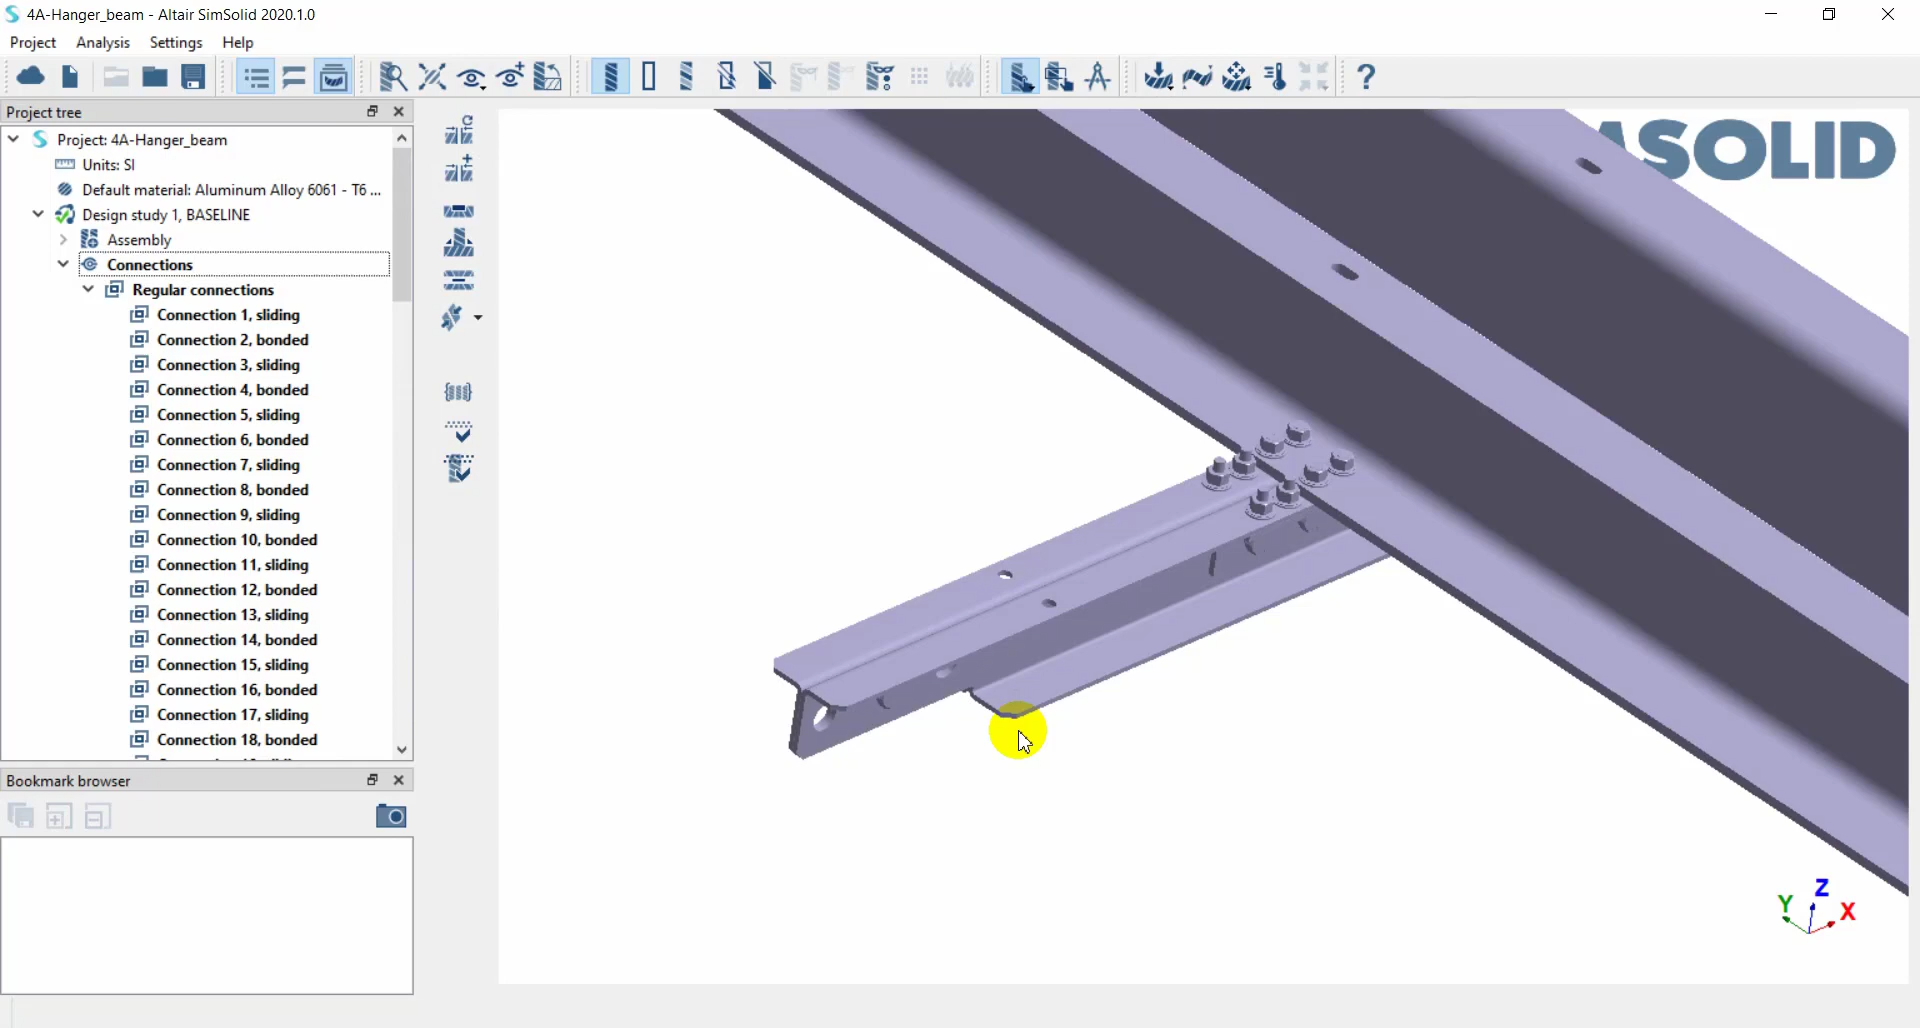 4A-Hanger_beam - Altair SimSolid 2020.1.0
Project Analysis Settings Help
Project tree
Project: 4A-Hanger_beam
Units: SI
Default material: Aluminum Alloy 6061 - T6 ...
Design study 1, BASELINE
Assembly
Connections
Regular connections
Connection 1, sliding
Connection 2, bonded
Connection 3, sliding
Connection 4, bonded
Connection 5, sliding
Connection 6, bonded
Connection 7, sliding
Connection 8, bonded
Connection 9, sliding
Connection 10, bonded
Connection 11, sliding
Connection 12, bonded
Connection 13, sliding
Connection 14, bonded
Connection 15, sliding
Connection 16, bonded
Connection 17, sliding
Connection 18, bonded
Bookmark browser
SOLID
Z
Y
X